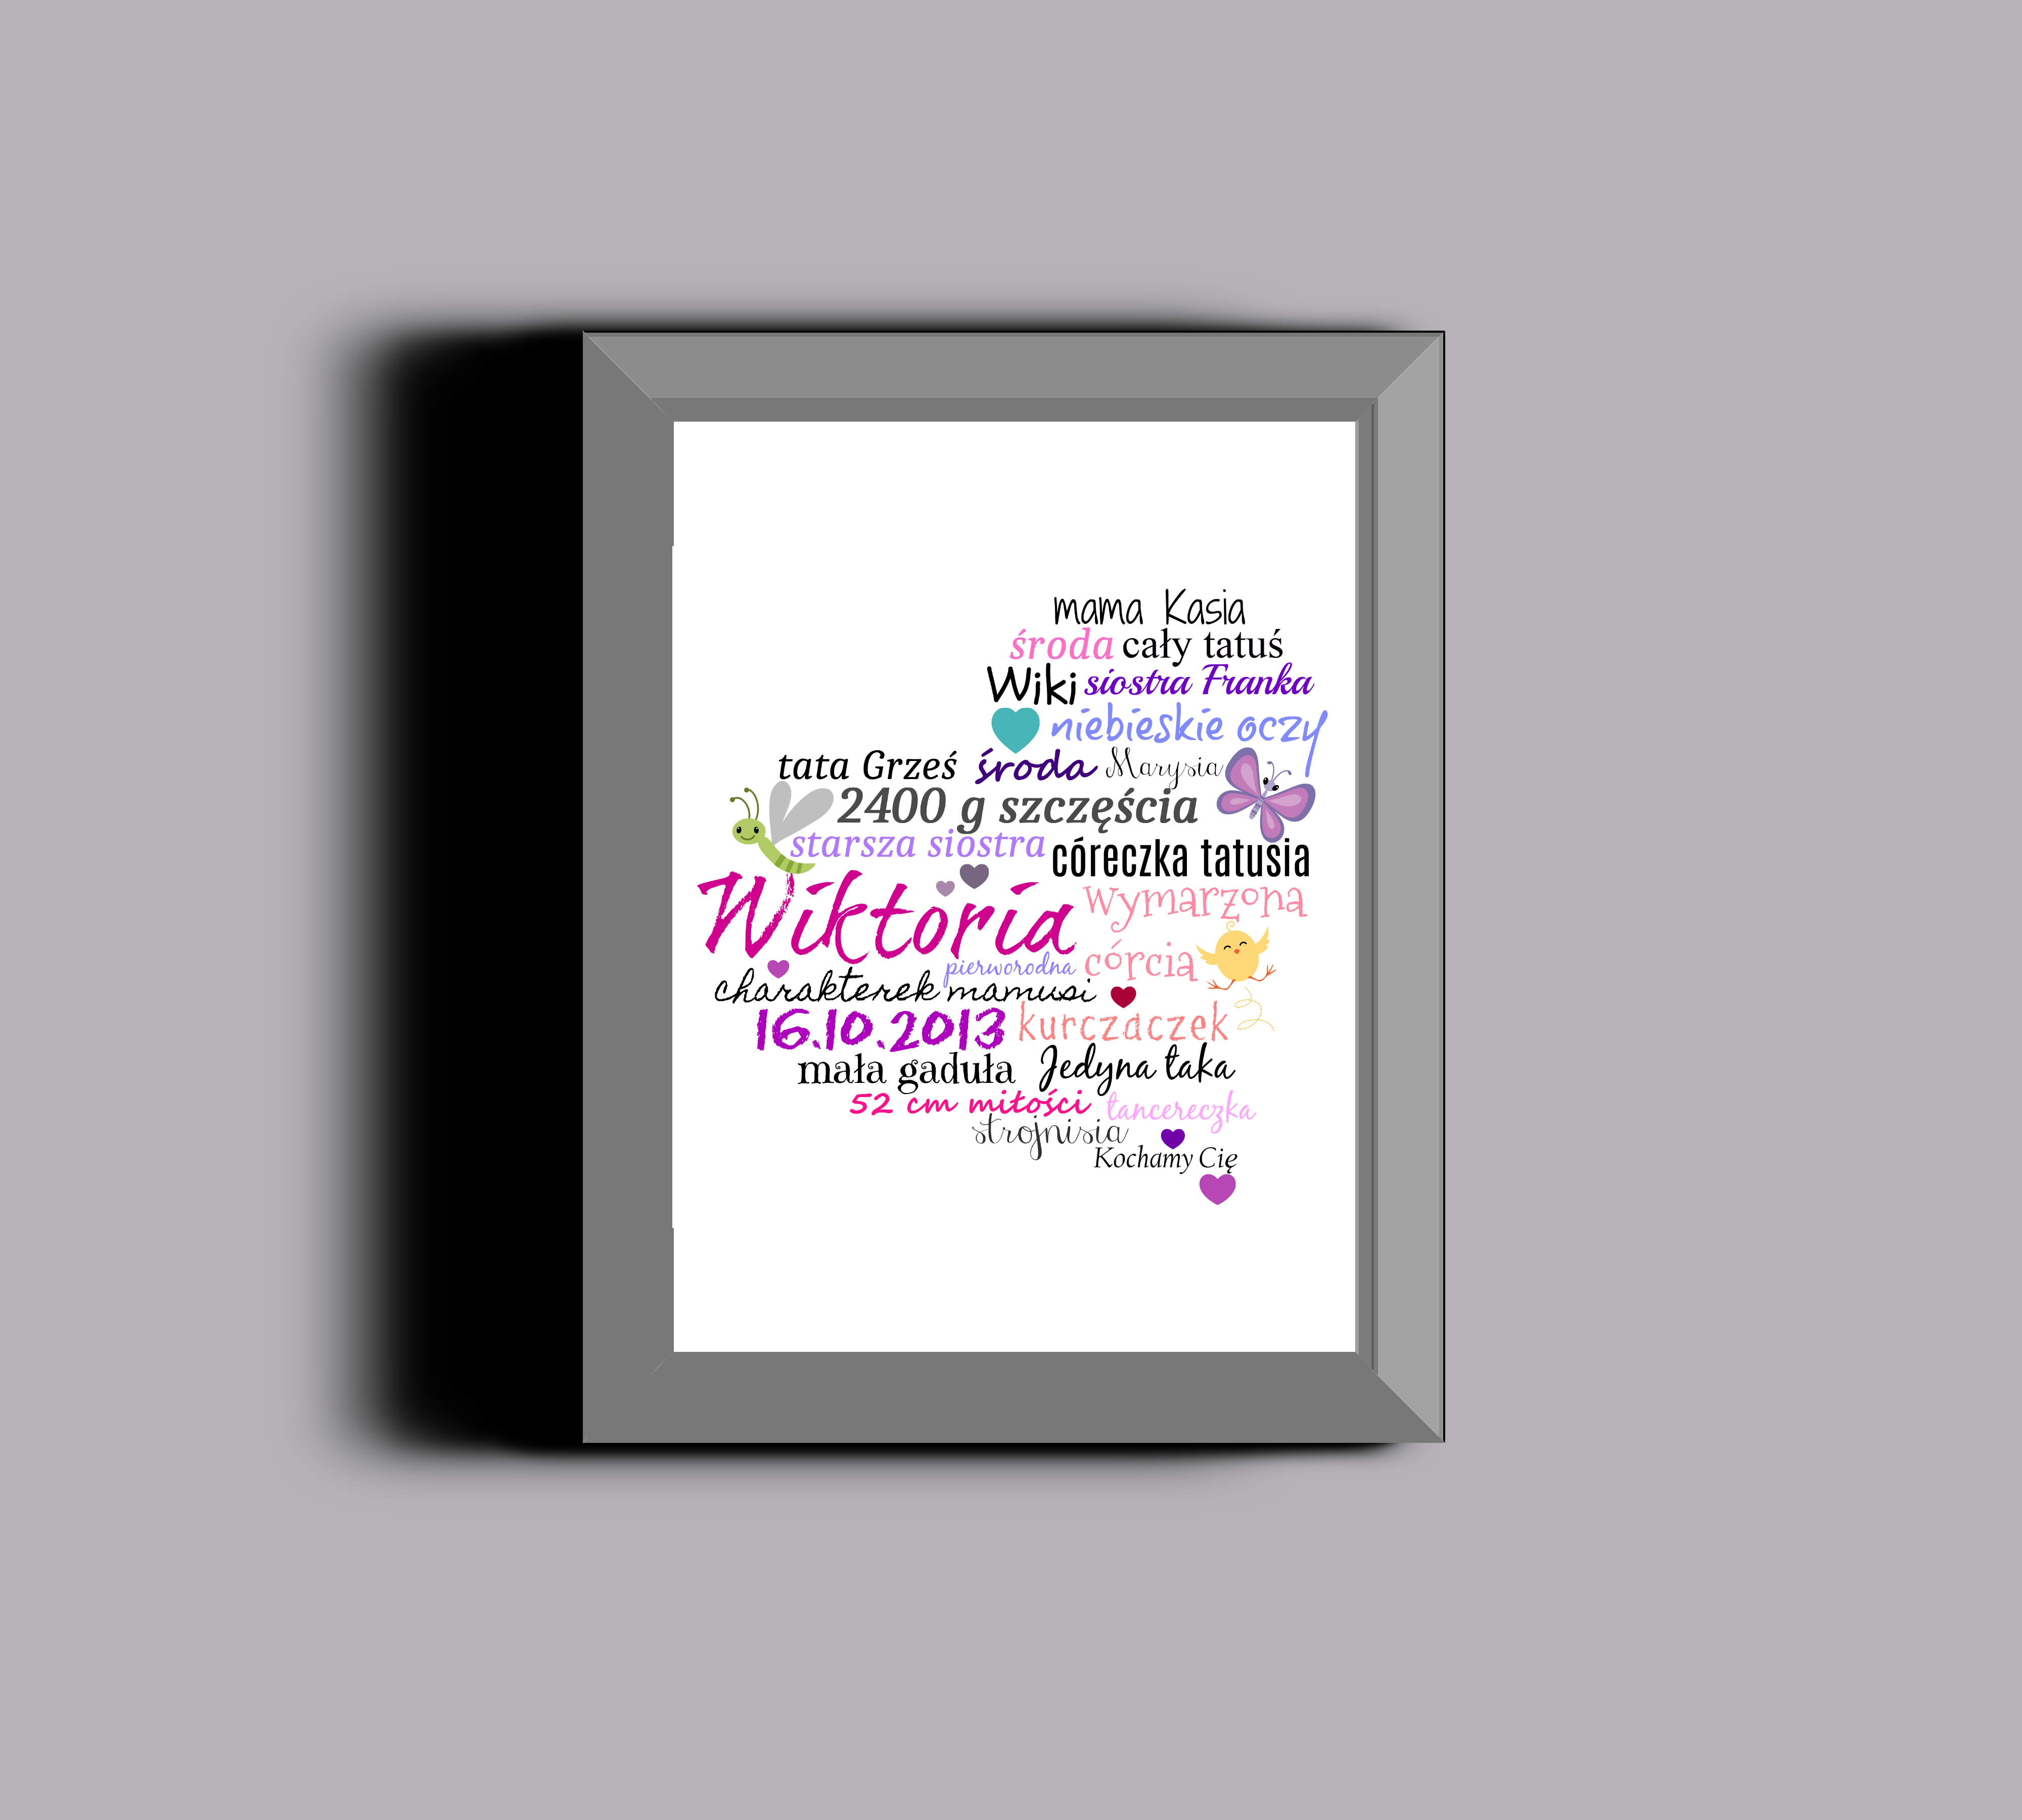 mama Kasia
środa cały tatuś
Wiki siostra Franka
niebieskie oczy
tata Grześ środa Marysia
2400 g szczęścia
starsza siostra córeczka tatusia
Wiktoria wymarzona
pierworodna córcia
charakterek mamusi
16.10.2013 kurczaczek
mała gaduła Jedyna taka
52 cm miłości tancereczka
strojnisia
Kochamy Cię